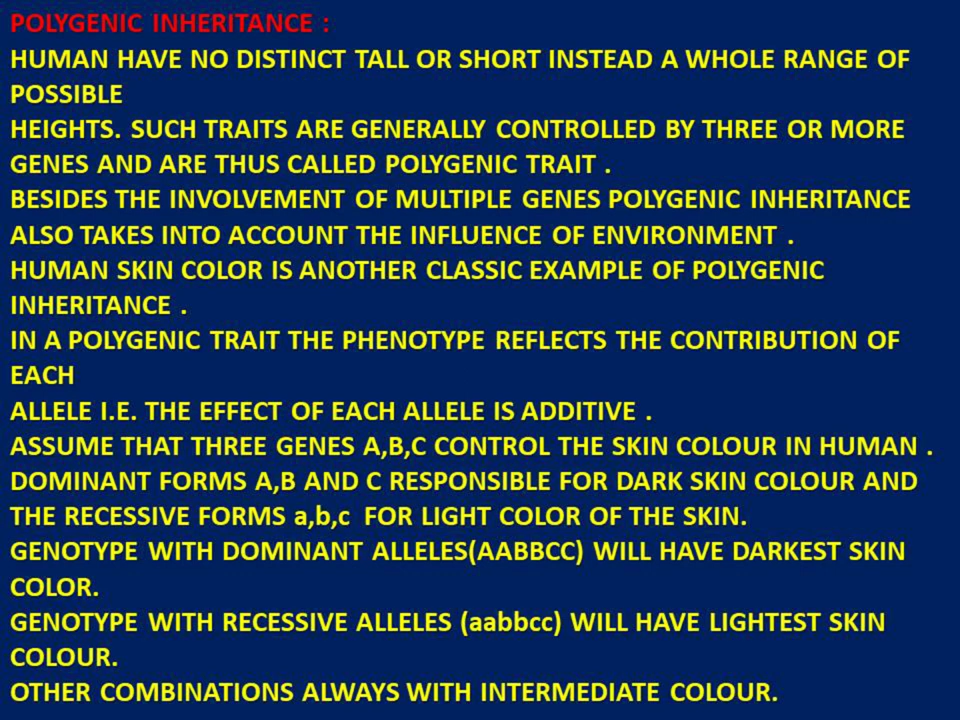 POLYGENIC INHERITANCE :
HUMAN HAVE NO DISTINCT TALL OR SHORT INSTEAD A WHOLE RANGE OF
POSSIBLE
HEIGHTS. SUCH TRAITS ARE GENERALLY CONTROLLED BY THREE OR MORE
GENES AND ARE THUS CALLED POLYGENIC TRAIT .
BESIDES THE INVOLVEMENT OF MULTIPLE GENES POLYGENIC INHERITANCE
ALSO TAKES INTO ACCOUNT THE INFLUENCE OF ENVIRONMENT .
HUMAN SKIN COLOR IS ANOTHER CLASSIC EXAMPLE OF POLYGENIC
INHERITANCE .
IN A POLYGENIC TRAIT THE PHENOTYPE REFLECTS THE CONTRIBUTION OF
EACH
ALLELE I.E. THE EFFECT OF EACH ALLELE IS ADDITIVE .
ASSUME THAT THREE GENES A,B,C CONTROL THE SKIN COLOUR IN HUMAN .
DOMINANT FORMS A,B AND C RESPONSIBLE FOR DARK SKIN COLOUR AND
THE RECESSIVE FORMS a,b,c FOR LIGHT COLOR OF THE SKIN.
GENOTYPE WITH DOMINANT ALLELES(AABBCC) WILL HAVE DARKEST SKIN
COLOR.
GENOTYPE WITH RECESSIVE ALLELES (aabbcc) WILL HAVE LIGHTEST SKIN
COLOUR.
OTHER COMBINATIONS ALWAYS WITH INTERMEDIATE COLOUR.